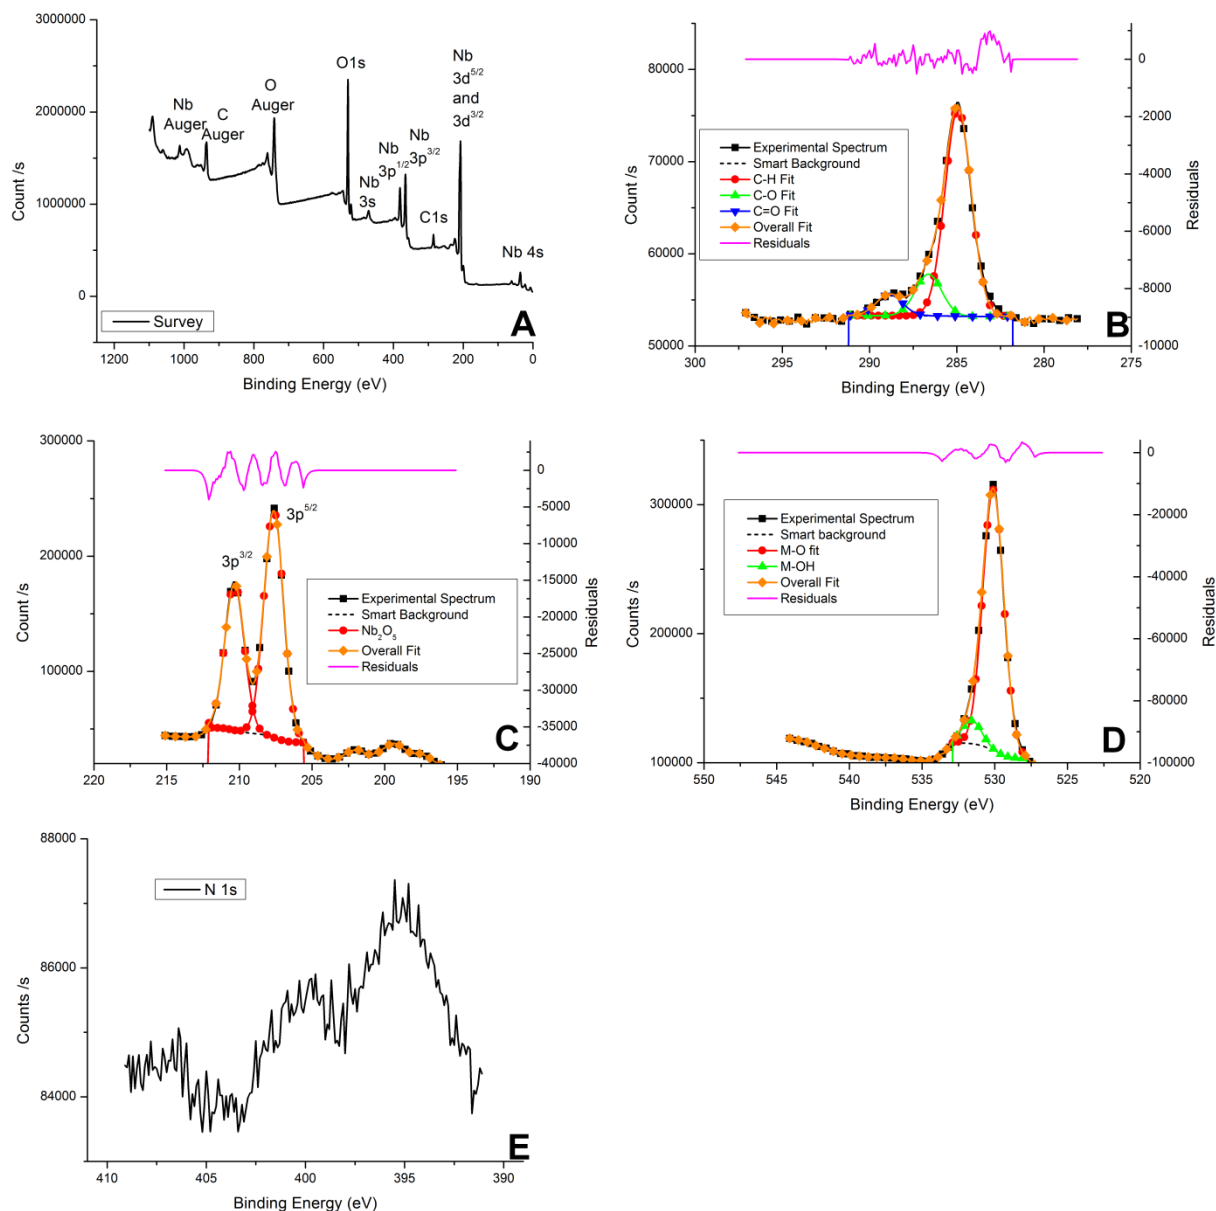 3000000
2000000
1000000
0
Count /s
Nb
Auger
C
Auger
O
Auger
O1s
Nb
3s
Nb
3p1/2
Nb
3p3/2
C1s
Nb
3d5/2
and
3d3/2
Nb 4s
Survey
A
1200 1000 800 600 400 200 0
Binding Energy (eV)
80000
70000
60000
50000
Count /s
Experimental Spectrum
Smart Background
C-H Fit
C-O Fit
C=O Fit
Overall Fit
Residuals
B
0
-2000
-4000
-6000
-8000
-10000
Residuals
300 295 290 285 280 275
Binding Energy (eV)
300000
200000
100000
Count /s
3p3/2
3p5/2
Experimental Spectrum
Smart Background
Nb2O5
Overall Fit
Residuals
C
5000
0
-5000
-10000
-15000
-20000
-25000
-30000
-35000
-40000
Residuals
220 215 210 205 200 195 190
Binding Energy (eV)
300000
200000
100000
Count /s
Experimental Spectrum
Smart background
M-O fit
M-OH
Overall Fit
Residuals
D
0
-20000
-40000
-60000
-80000
-100000
Residuals
550 545 540 535 530 525 520
Binding Energy (eV)
88000
86000
84000
Counts /s
N 1s
E
410 405 400 395 390
Binding Energy (eV)